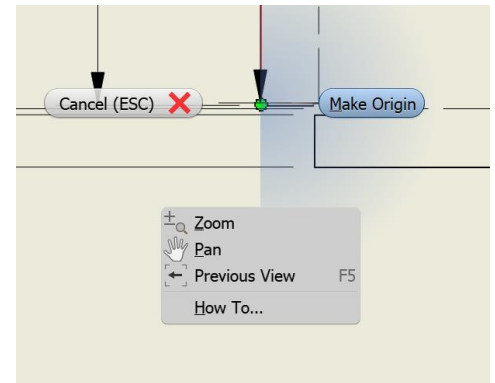 Cancel (ESC)
Make Origin
Zoom
Pan
Previous View F5
How To...